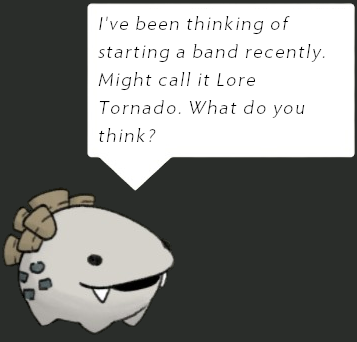 I've been thinking of
starting a band recently.
Might call it Lore
Tornado. What do you
think?